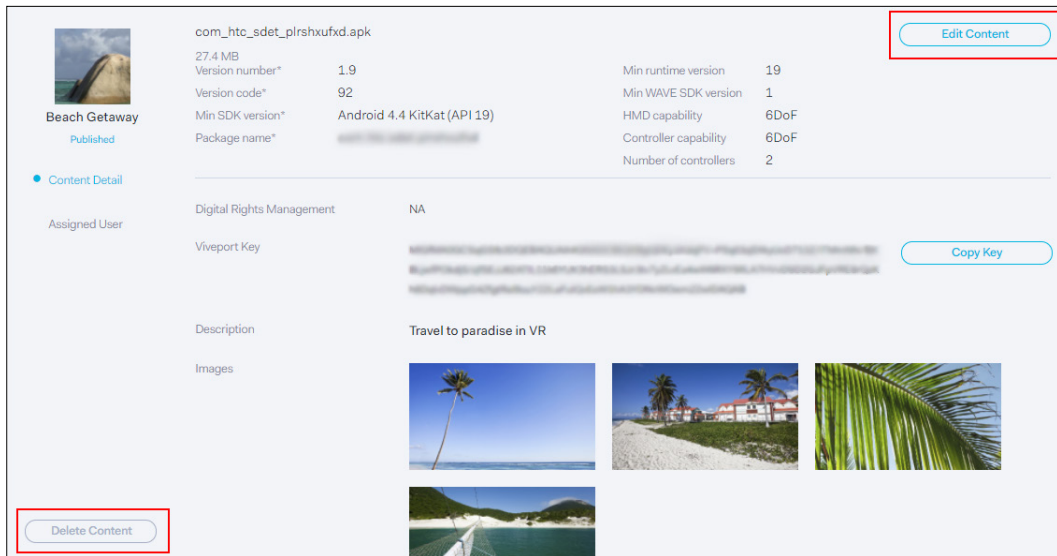 com_htc_sdet_plrshxufxd.apk
Edit Content
27.4 MB
Version number* 1.9
Min runtime version 19
Version code* 92
Min WAVE SDK version 1
Min SDK version* Android 4.4 KitKat (API 19)
HMD capability 6DoF
Package name*
Controller capability 6DoF
Number of controllers 2
Beach Getaway
Published
Content Detail
Assigned User
Digital Rights Management NA
Viveport Key
Copy Key
Description Travel to paradise in VR
Images
Delete Content